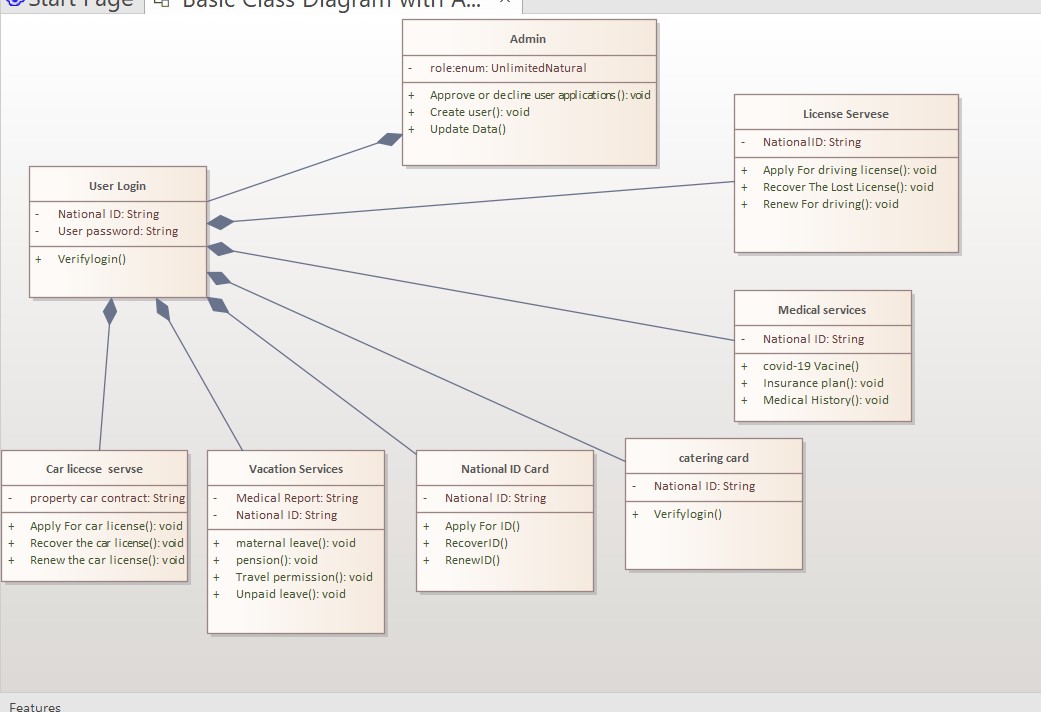 Start Page
Basic Class Diagram with A...
Admin
- role:enum: UnlimitedNatural
+ Approve or decline user applications (): void
+ Create user(): void
+ Update Data()
License Servese
- NationalID: String
+ Apply For driving license(): void
+ Recover The Lost License(): void
+ Renew For driving(): void
User Login
- National ID: String
- User password: String
+ Verifylogin()
Medical services
- National ID: String
+ covid-19 Vacine()
+ Insurance plan(): void
+ Medical History(): void
Car licecse servse
- property car contract: String
+ Apply For car license(): void
+ Recover the car license(): void
+ Renew the car license(): void
Vacation Services
- Medical Report: String
- National ID: String
+ maternal leave(): void
+ pension(): void
+ Travel permission(): void
+ Unpaid leave(): void
National ID Card
- National ID: String
+ Apply For ID()
+ RecoverID()
+ RenewID()
catering card
- National ID: String
+ Verifylogin()
Features